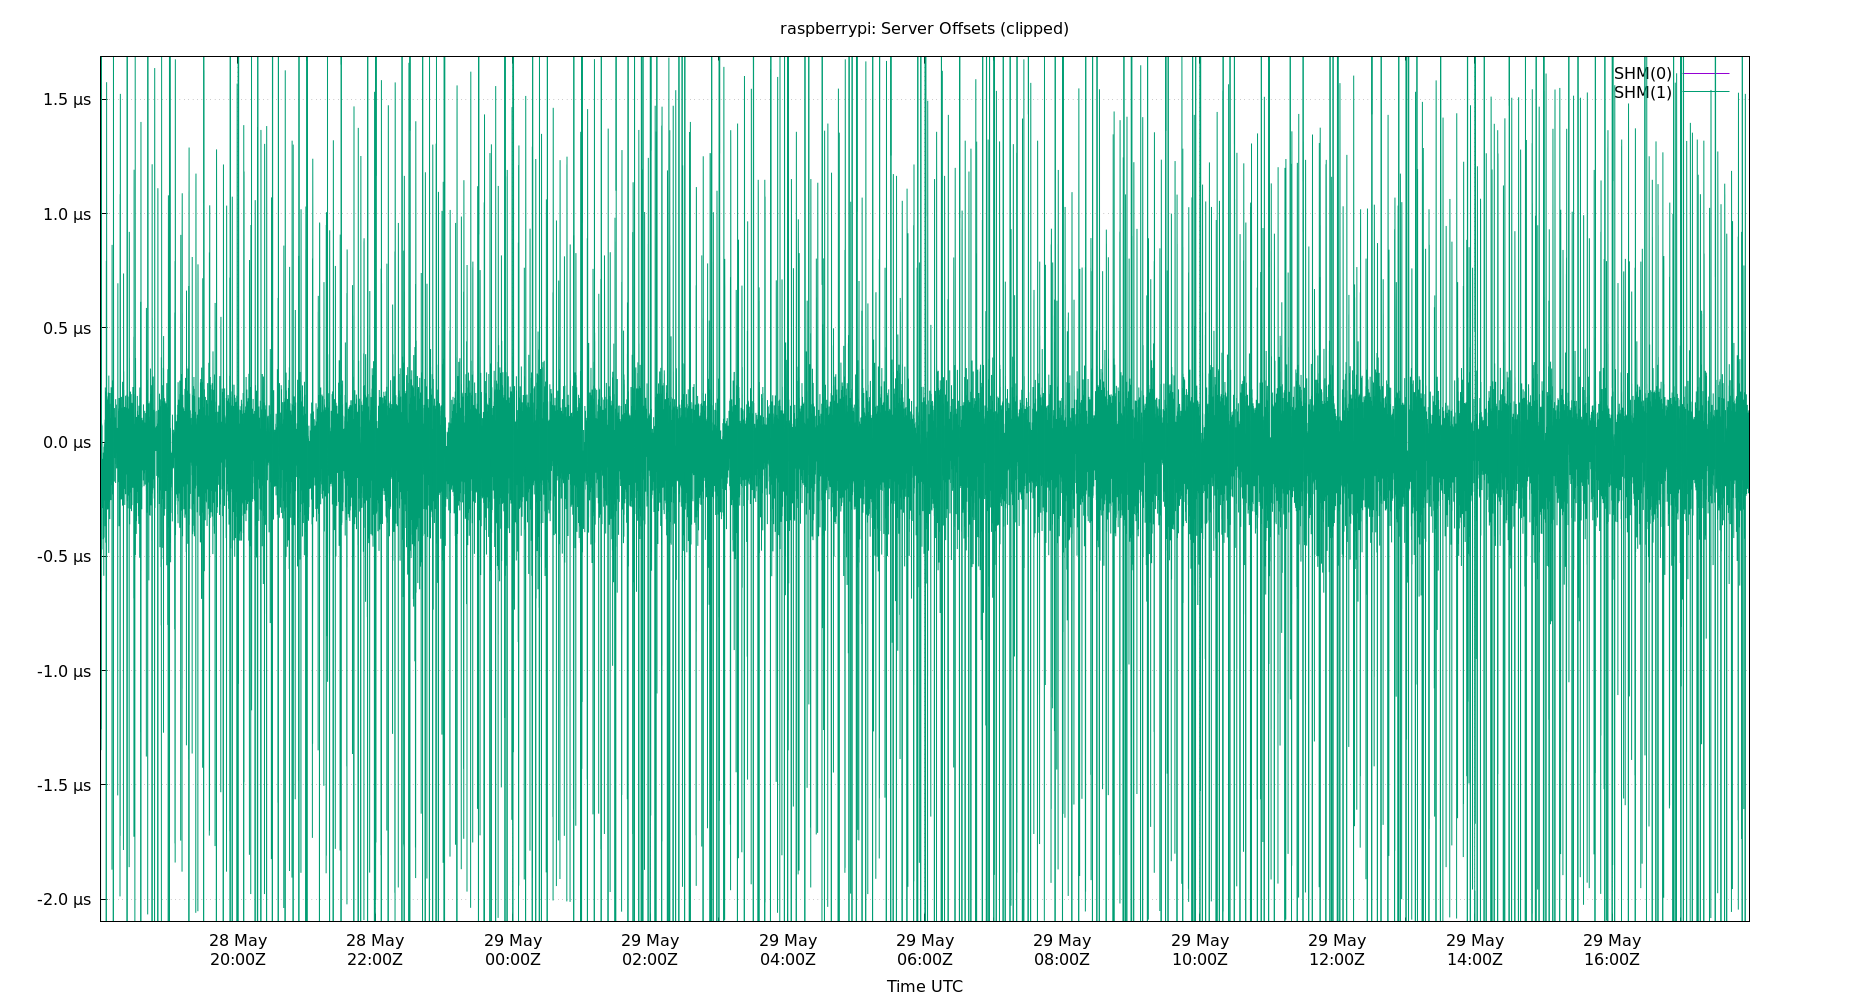 raspberrypi: Server Offsets (clipped)
SHM(0)
SHM(1)
1.5 µs
1.0 µs
0.5 µs
0.0 µs
-0.5 µs
-1.0 µs
-1.5 µs
-2.0 µs
28 May 28 May 29 May 29 May 29 May 29 May 29 May 29 May 29 May 29 May 29 May
20:00Z 22:00Z 00:00Z 02:00Z 04:00Z 06:00Z 08:00Z 10:00Z 12:00Z 14:00Z 16:00Z
Time UTC